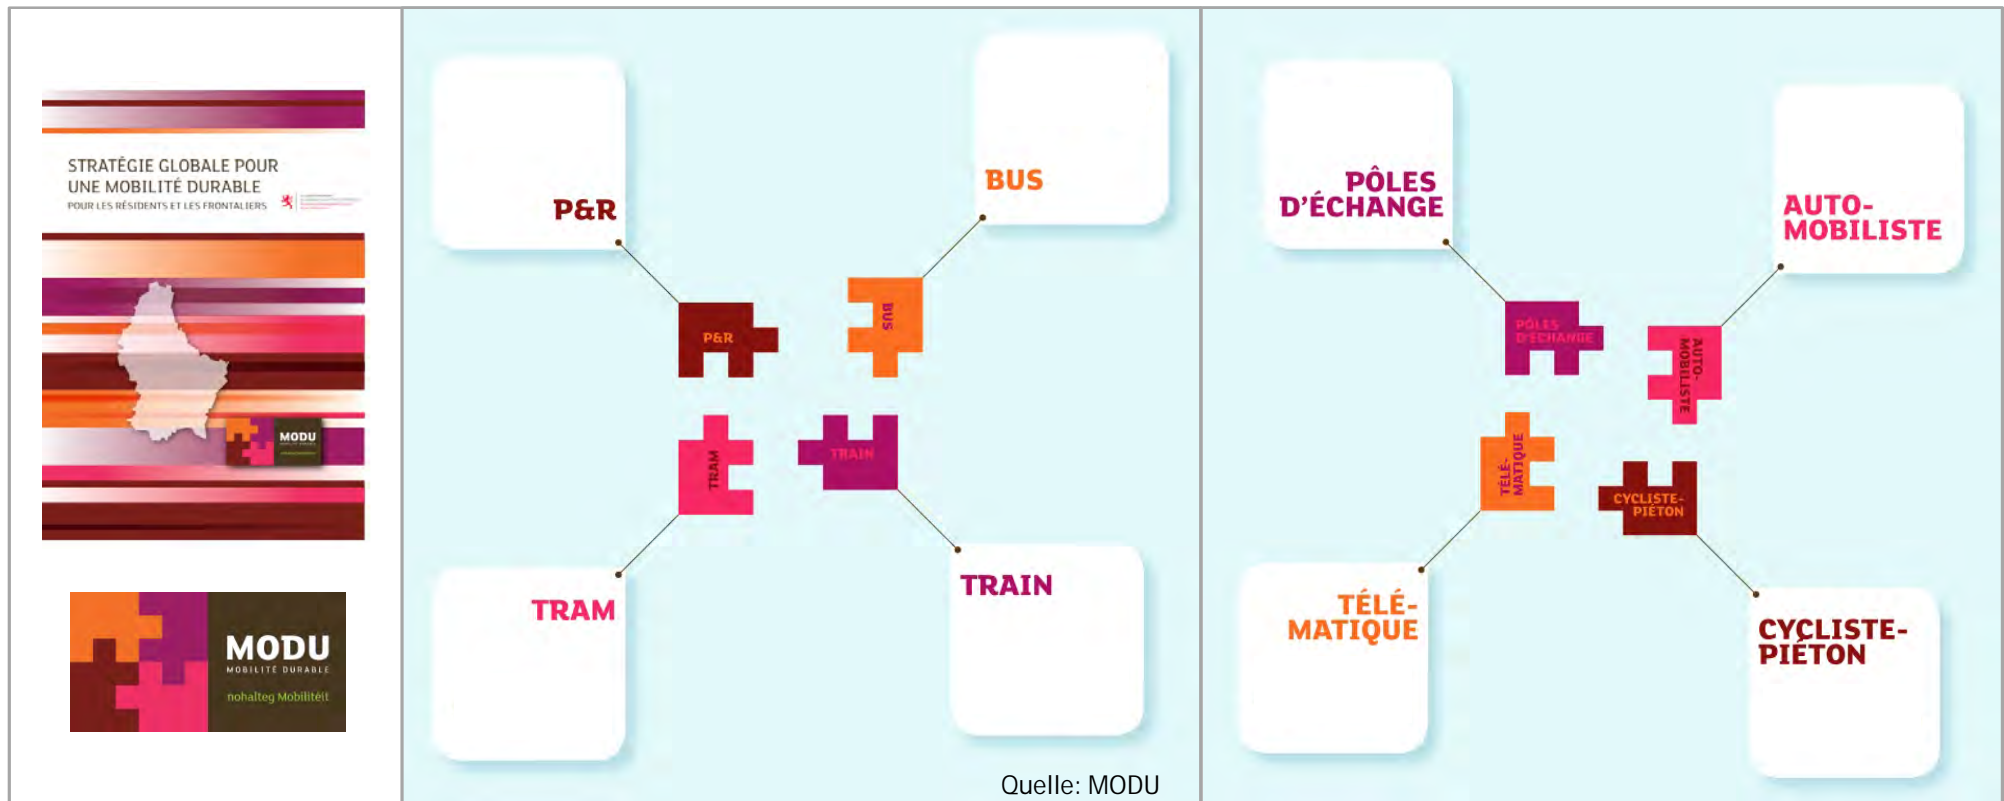 STRATÉGIE GLOBALE POUR
UNE MOBILITÉ DURABLE
POUR LES RÉSIDENTS ET LES FRONTALIERS
MODU
MOBILITÉ DURABLE
MODU
MOBILITÉ DURABLE
nohalteg Mobilitéit
P&R
BUS
P&R
BUS
TRAM
TRAIN
TRAM
TRAIN
Quelle: MODU
PÔLES
D'ÉCHANGE
AUTO-
MOBILISTE
PÔLES
D'ÉCHANGE
AUTO-
MOBILISTE
TÉLÉ-
MATIQUE
CYCLISTE-
PIÉTON
TÉLÉ-
MATIQUE
CYCLISTE-
PIÉTON